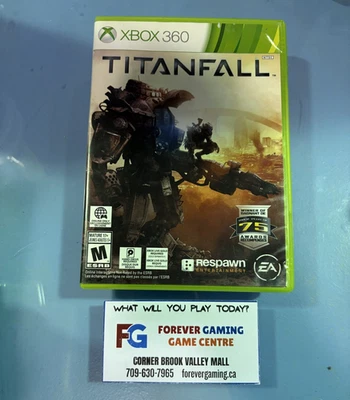 XBOX 360
TITANFALL
WINNER OF
75
AWARDS
MATURE 17+
M
ESRB
Respawn
ENTERTAINMENT
EA
WHAT WILL YOU PLAY TODAY?
FG
FOREVER GAMING
GAME CENTRE
CORNER BROOK VALLEY MALL
709-630-7965 forevergaming.ca